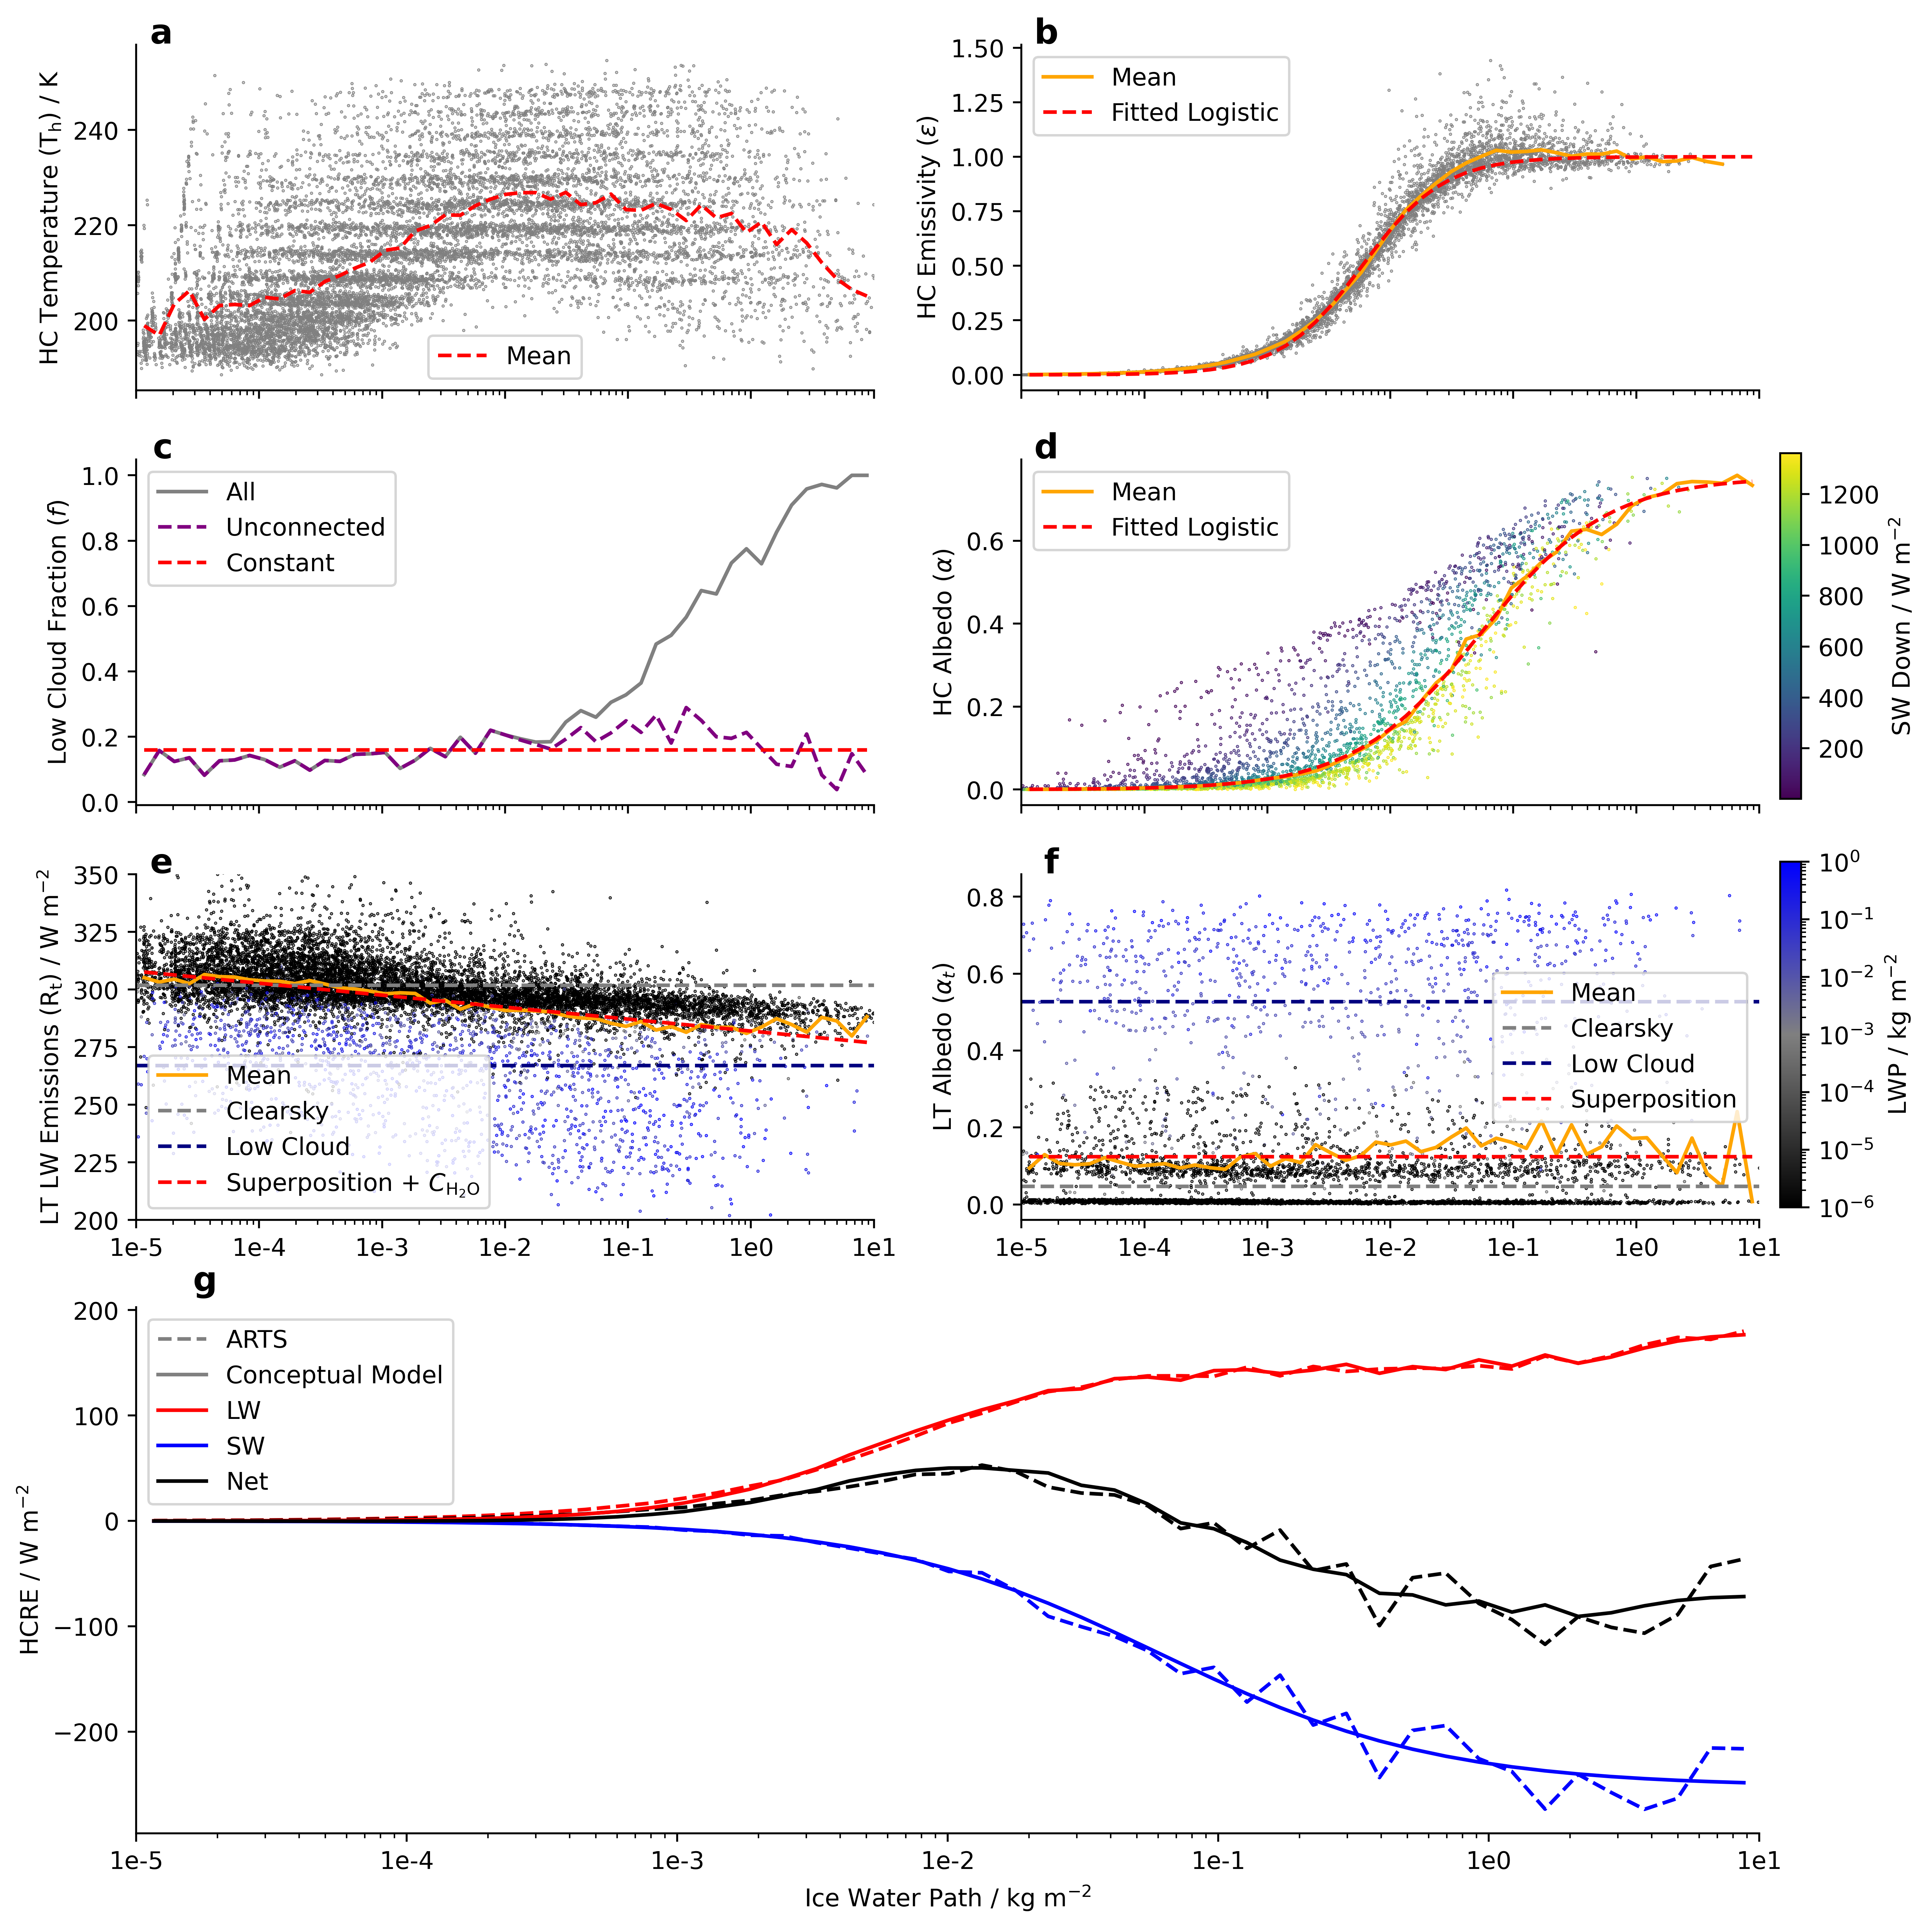 a
HC Temperature (Tₕ) / K
240
220
200
Mean
b
HC Emissivity (ε)
1.50
1.25
1.00
0.75
0.50
0.25
0.00
Mean
Fitted Logistic
c
Low Cloud Fraction (f)
1.0
0.8
0.6
0.4
0.2
0.0
All
Unconnected
Constant
d
HC Albedo (α)
0.6
0.4
0.2
0.0
Mean
Fitted Logistic
1200
1000
800
600
400
200
SW Down / W m⁻²
e
LT LW Emissions (Rₜ) / W m⁻²
350
325
300
275
250
225
200
Mean
Clearsky
Low Cloud
Superposition + C_H₂O
1e-5 1e-4 1e-3 1e-2 1e-1 1e0 1e1
f
LT Albedo (αₜ)
0.8
0.6
0.4
0.2
0.0
Mean
Clearsky
Low Cloud
Superposition
1e-5 1e-4 1e-3 1e-2 1e-1 1e0 1e1
10⁰
10⁻¹
10⁻²
10⁻³
10⁻⁴
10⁻⁵
10⁻⁶
LWP / kg m⁻²
g
HCRE / W m⁻²
200
100
0
−100
−200
ARTS
Conceptual Model
LW
SW
Net
1e-5 1e-4 1e-3 1e-2 1e-1 1e0 1e1
Ice Water Path / kg m⁻²